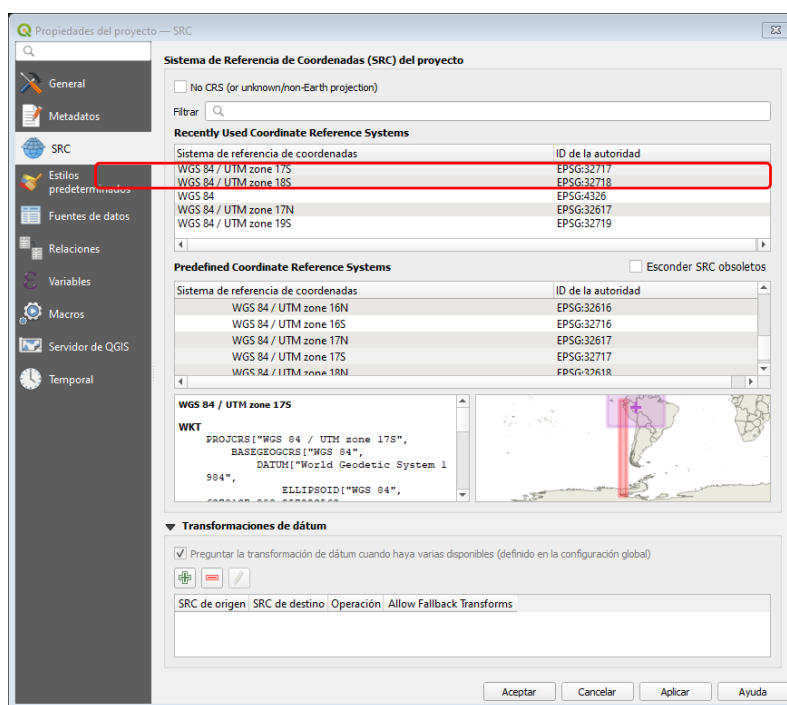 Propiedades del proyecto — SRC
General
Metadatos
SRC
Estilos
predeterminados
Fuentes de datos
Relaciones
Variables
Macros
Servidor de QGIS
Temporal
Sistema de Referencia de Coordenadas (SRC) del proyecto
No CRS (or unknown/non-Earth projection)
Filtrar
Recently Used Coordinate Reference Systems
Sistema de referencia de coordenadas ID de la autoridad
WGS 84 / UTM zone 17S EPSG:32717
WGS 84 / UTM zone 18S EPSG:32718
WGS 84 EPSG:4326
WGS 84 / UTM zone 17N EPSG:32617
WGS 84 / UTM zone 19S EPSG:32719
Predefined Coordinate Reference Systems Esconder SRC obsoletos
Sistema de referencia de coordenadas ID de la autoridad
WGS 84 / UTM zone 16N EPSG:32616
WGS 84 / UTM zone 16S EPSG:32716
WGS 84 / UTM zone 17N EPSG:32617
WGS 84 / UTM zone 17S EPSG:32717
WGS 84 / UTM zone 18N EPSG:32618
WGS 84 / UTM zone 17S
WKT
PROJCRS["WGS 84 / UTM zone 17S",
BASEGEOGCRS["WGS 84",
DATUM["World Geodetic System 1
984",
ELLIPSOID["WGS 84",
Transformaciones de dátum
Preguntar la transformación de dátum cuando haya varias disponibles (definido en la configuración global)
SRC de origen SRC de destino Operación Allow Fallback Transforms
Aceptar Cancelar Aplicar Ayuda